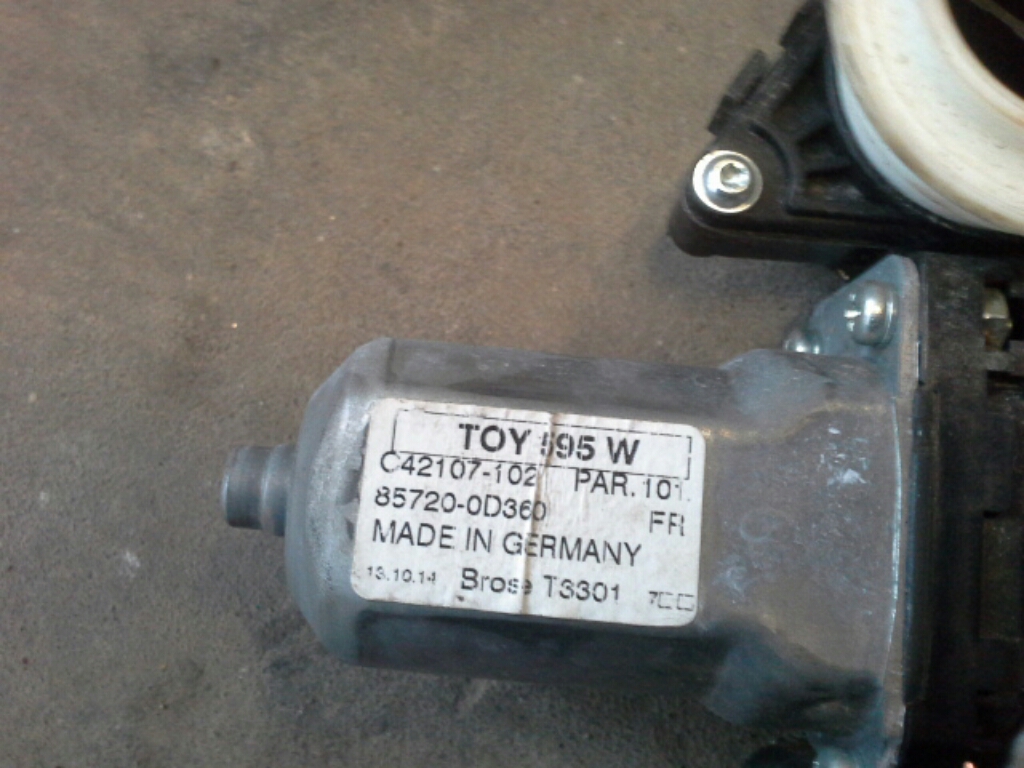 TOY 595 W
C42107-102 PAR.101
85720-0D360 FR
MADE IN GERMANY
13.10.14 Brose T3301